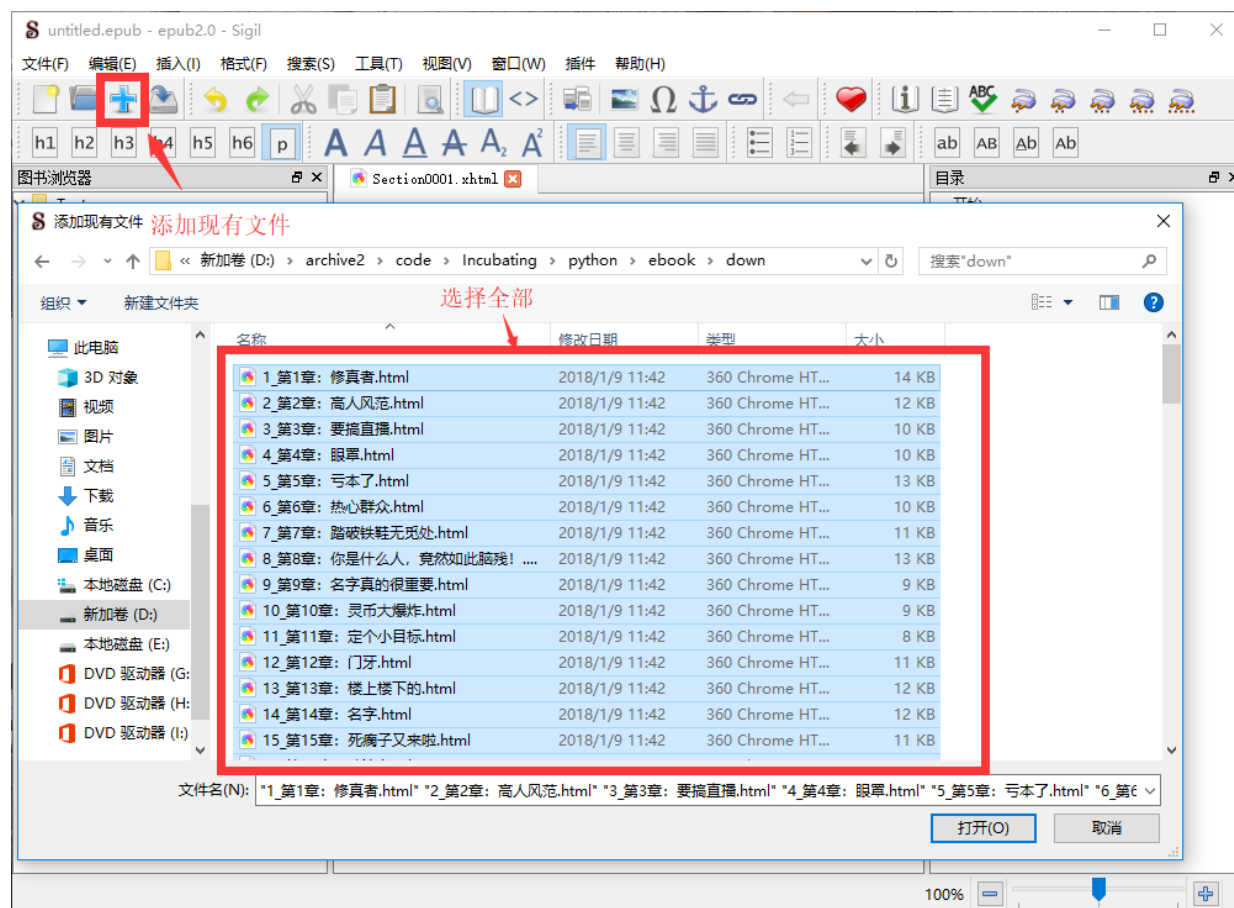 untitled.epub - epub2.0 - Sigil
文件(F) 编辑(E) 插入(I) 格式(F) 搜索(S) 工具(T) 视图(V) 窗口(W) 插件 帮助(H)
ABC
h1 h2 h3 h4 h5 h6 p A A A A A₂ A² ab AB Ab Ab
图书浏览器 Section0001.xhtml 目录
添加现有文件 添加现有文件
« 新加卷 (D:) › archive2 › code › Incubating › python › ebook › down 搜索"down"
组织 新建文件夹 选择全部
名称 修改日期 类型 大小
此电脑
3D 对象
视频
图片
文档
下载
音乐
桌面
本地磁盘 (C:)
新加卷 (D:)
本地磁盘 (E:)
DVD 驱动器 (G:
DVD 驱动器 (H:
DVD 驱动器 (I:)
1_第1章：修真者.html 2018/1/9 11:42 360 Chrome HT... 14 KB
2_第2章：高人风范.html 2018/1/9 11:42 360 Chrome HT... 12 KB
3_第3章：要搞直播.html 2018/1/9 11:42 360 Chrome HT... 10 KB
4_第4章：眼罩.html 2018/1/9 11:42 360 Chrome HT... 10 KB
5_第5章：亏本了.html 2018/1/9 11:42 360 Chrome HT... 13 KB
6_第6章：热心群众.html 2018/1/9 11:42 360 Chrome HT... 10 KB
7_第7章：踏破铁鞋无觅处.html 2018/1/9 11:42 360 Chrome HT... 11 KB
8_第8章：你是什么人，竟然如此脑残！.... 2018/1/9 11:42 360 Chrome HT... 13 KB
9_第9章：名字真的很重要.html 2018/1/9 11:42 360 Chrome HT... 9 KB
10_第10章：灵币大爆炸.html 2018/1/9 11:42 360 Chrome HT... 9 KB
11_第11章：定个小目标.html 2018/1/9 11:42 360 Chrome HT... 8 KB
12_第12章：门牙.html 2018/1/9 11:42 360 Chrome HT... 11 KB
13_第13章：楼上楼下的.html 2018/1/9 11:42 360 Chrome HT... 12 KB
14_第14章：名字.html 2018/1/9 11:42 360 Chrome HT... 12 KB
15_第15章：死瘸子又来啦.html 2018/1/9 11:42 360 Chrome HT... 11 KB
文件名(N): "1_第1章：修真者.html" "2_第2章：高人风范.html" "3_第3章：要搞直播.html" "4_第4章：眼罩.html" "5_第5章：亏本了.html" "6_第6
打开(O) 取消
100%